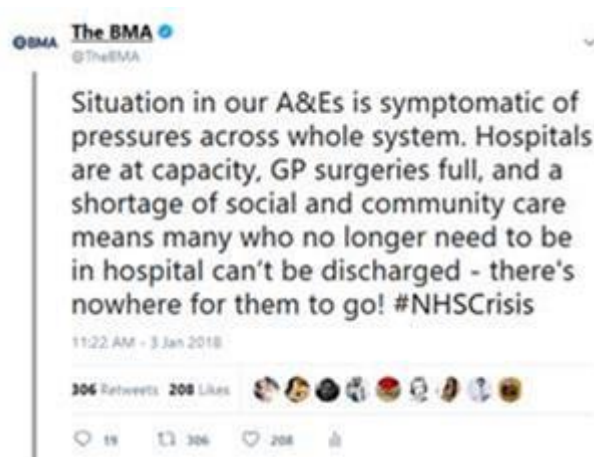 BMA The BMA
@TheBMA
Situation in our A&Es is symptomatic of
pressures across whole system. Hospitals
are at capacity, GP surgeries full, and a
shortage of social and community care
means many who no longer need to be
in hospital can't be discharged - there's
nowhere for them to go! #NHSCrisis
11:22 AM - 3 Jan 2018
306 Retweets 208 Likes
19 306 208